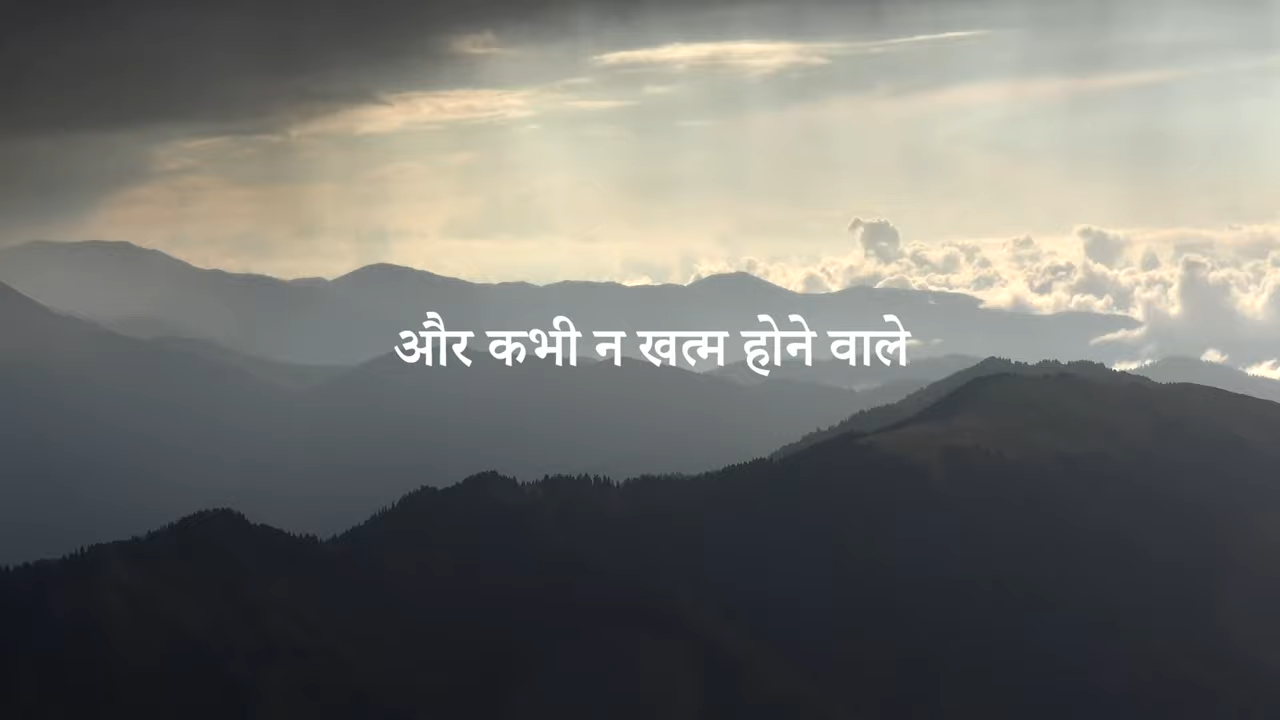 और कभी न खत्म होने वाले